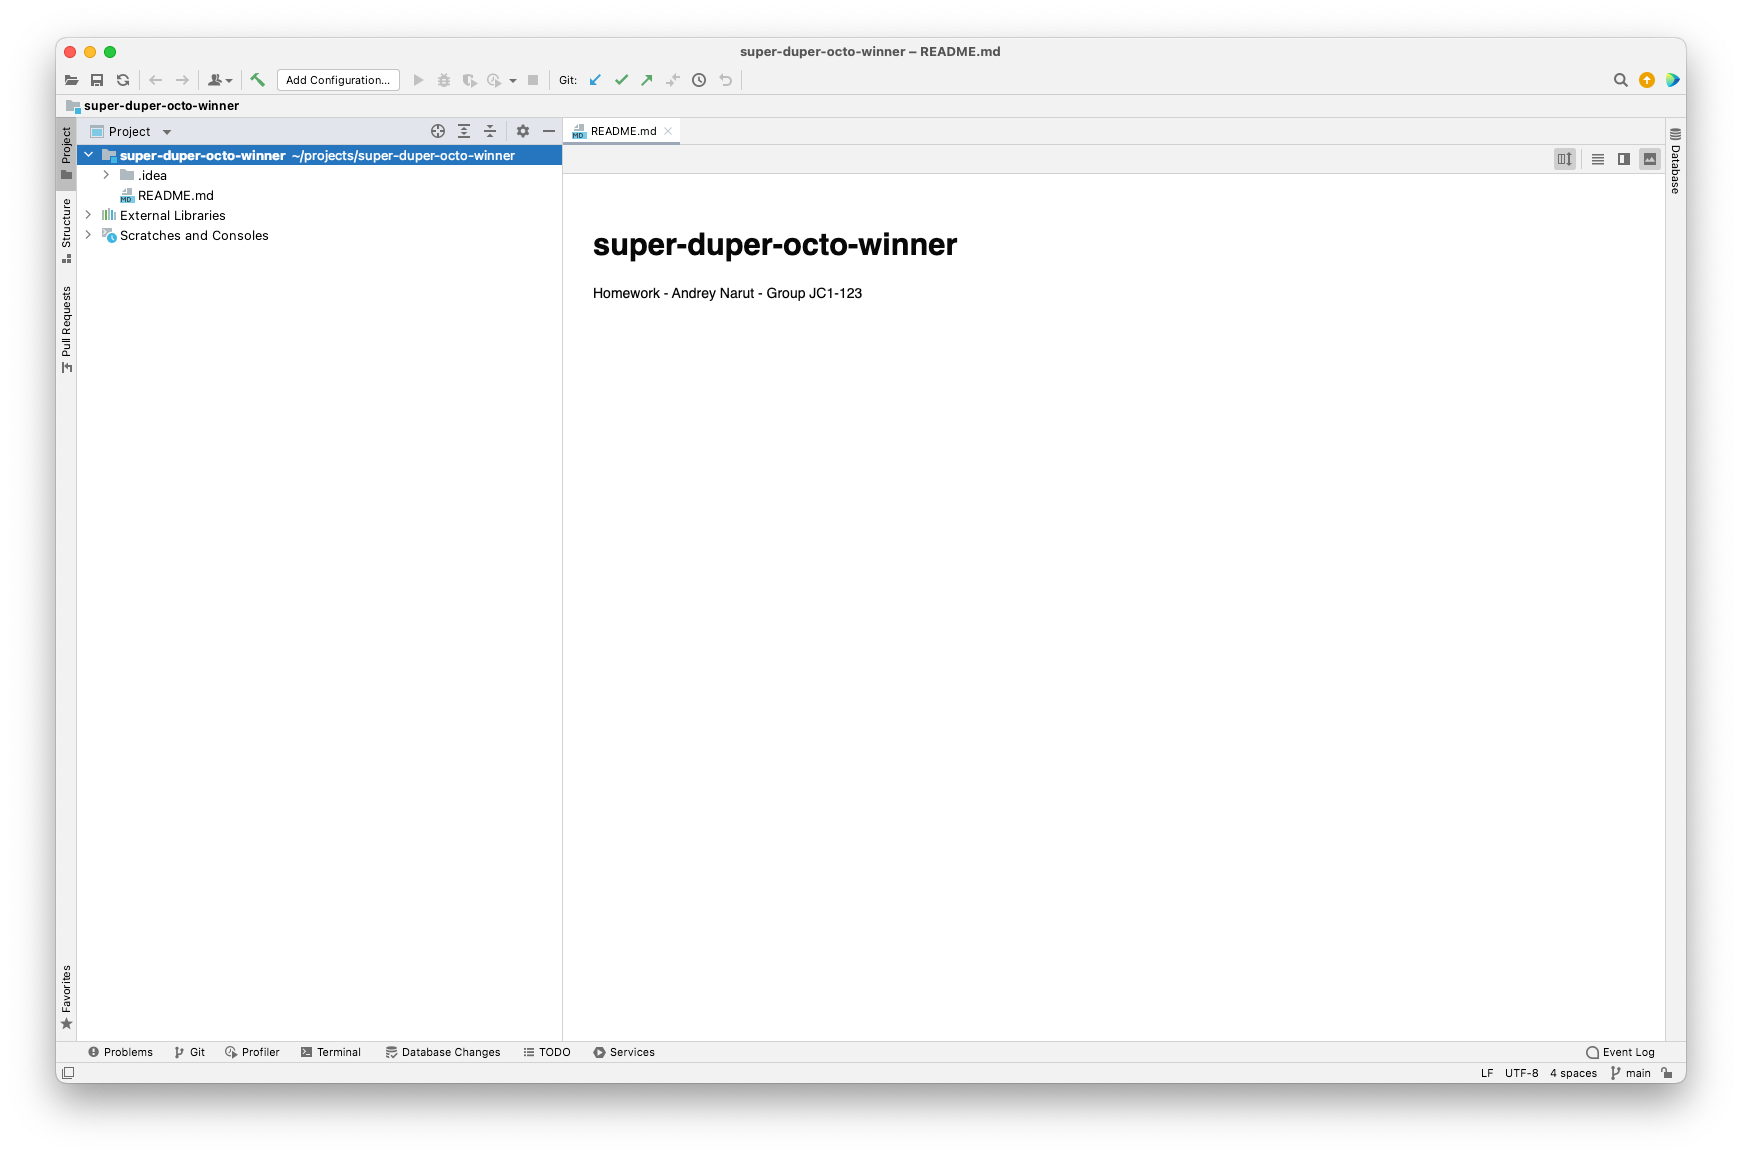 super-duper-octo-winner – README.md
Add Configuration...
Git:
super-duper-octo-winner
Project
README.md
Project
super-duper-octo-winner ~/projects/super-duper-octo-winner
.idea
MD README.md
External Libraries
Scratches and Consoles
Structure
Pull Requests
Favorites
MD
super-duper-octo-winner
Homework - Andrey Narut - Group JC1-123
Database
Problems
Git
Profiler
Terminal
Database Changes
TODO
Services
Event Log
LF
UTF-8
4 spaces
main